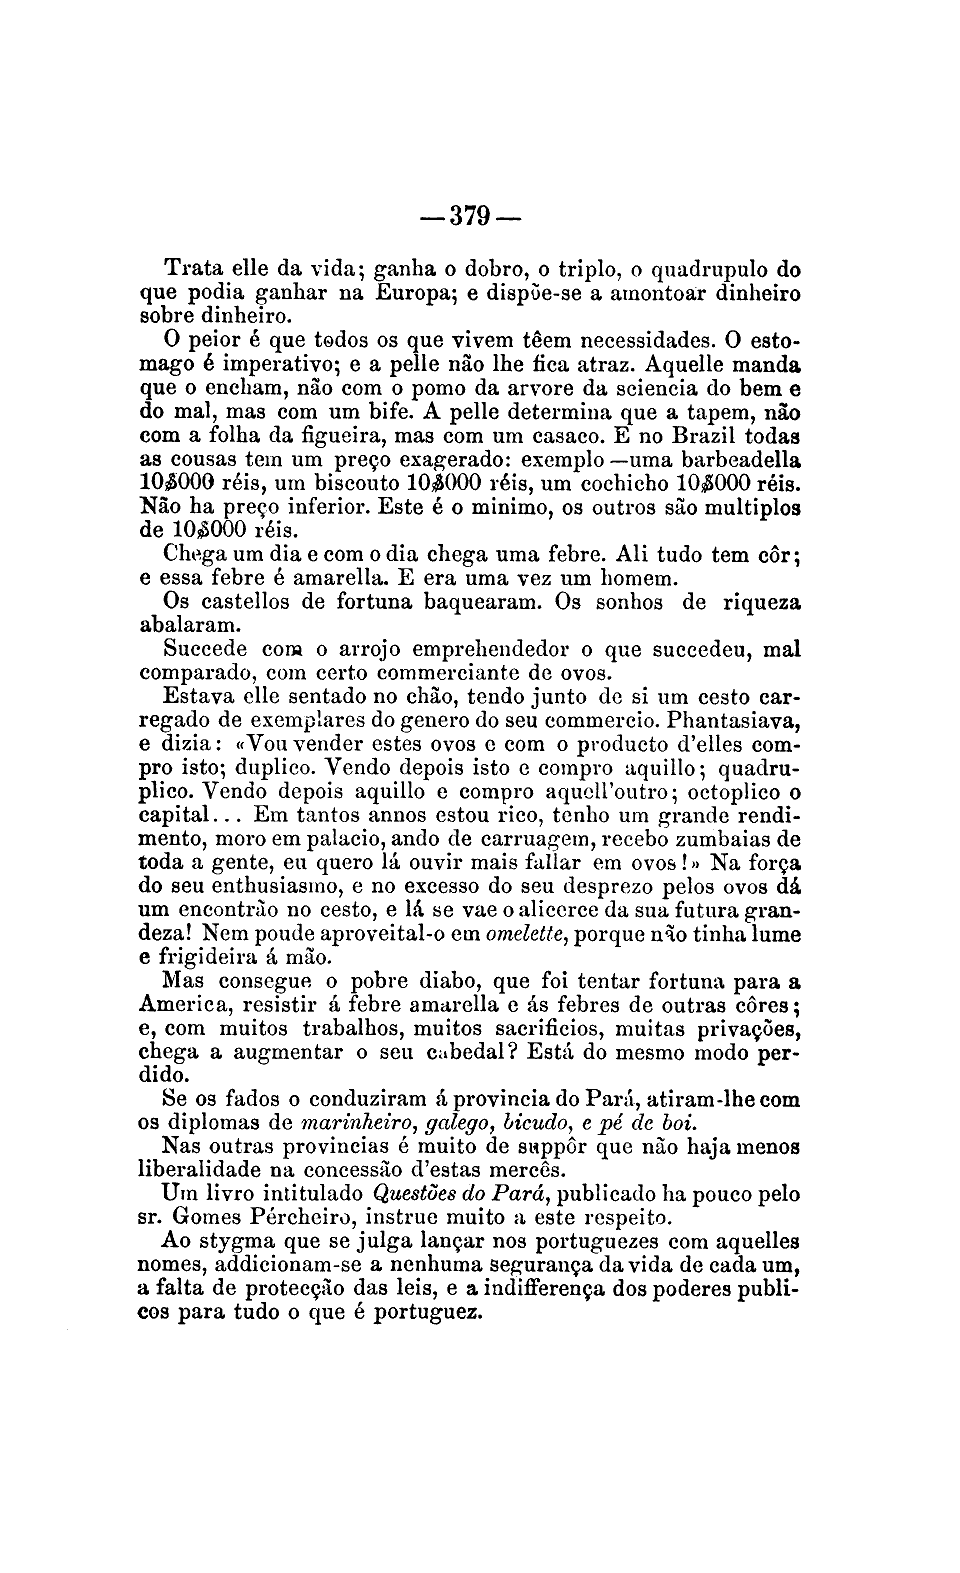 —379—
Trata elle da vida; ganha o dobro, o triplo, o quadrupulo do
que podia ganhar na Europa; e dispõe-se a amontoar dinheiro
sobre dinheiro.
O peior é que todos os que vivem têem necessidades. O esto-
mago é imperativo; e a pelle não lhe fica atraz. Aquelle manda
que o encham, não com o pomo da arvore da sciencia do bem e
do mal, mas com um bife. A pelle determina que a tapem, não
com a folha da figueira, mas com um casaco. E no Brazil todas
as cousas tem um preço exagerado: exemplo—uma barbeadella
10$000 réis, um biscouto 10$000 réis, um cochicho 10$000 réis.
Não ha preço inferior. Este é o minimo, os outros são multiplos
de 10$000 réis.
Chega um dia e com o dia chega uma febre. Ali tudo tem côr;
e essa febre é amarella. E era uma vez um homem.
Os castellos de fortuna baquearam. Os sonhos de riqueza
abalaram.
Succede com o arrojo emprehendedor o que succedeu, mal
comparado, com certo commerciante de ovos.
Estava elle sentado no chão, tendo junto de si um cesto car-
regado de exemplares do genero do seu commercio. Phantasiava,
e dizia: «Vou vender estes ovos e com o producto d'elles com-
pro isto; duplico. Vendo depois isto e compro aquillo; quadru-
plico. Vendo depois aquillo e compro aquell'outro; octoplico o
capital... Em tantos annos estou rico, tenho um grande rendi-
mento, moro em palacio, ando de carruagem, recebo zumbaias de
toda a gente, eu quero lá ouvir mais fallar em ovos!» Na força
do seu enthusiasmo, e no excesso do seu desprezo pelos ovos dá
um encontrão no cesto, e lá se vae o alicerce da sua futura gran-
deza! Nem poude aproveital-o em omelette, porque não tinha lume
e frigideira á mão.
Mas consegue o pobre diabo, que foi tentar fortuna para a
America, resistir á febre amarella e ás febres de outras côres;
e, com muitos trabalhos, muitos sacrificios, muitas privações,
chega a augmentar o seu cabedal? Está do mesmo modo per-
dido.
Se os fados o conduziram á provincia do Pará, atiram-lhe com
os diplomas de marinheiro, galego, bicudo, e pé de boi.
Nas outras provincias é muito de suppôr que não haja menos
liberalidade na concessão d'estas mercês.
Um livro intitulado Questões do Pará, publicado ha pouco pelo
sr. Gomes Pércheiro, instrue muito a este respeito.
Ao stygma que se julga lançar nos portuguezes com aquelles
nomes, addicionam-se a nenhuma segurança da vida de cada um,
a falta de protecção das leis, e a indifferença dos poderes publi-
cos para tudo o que é portuguez.